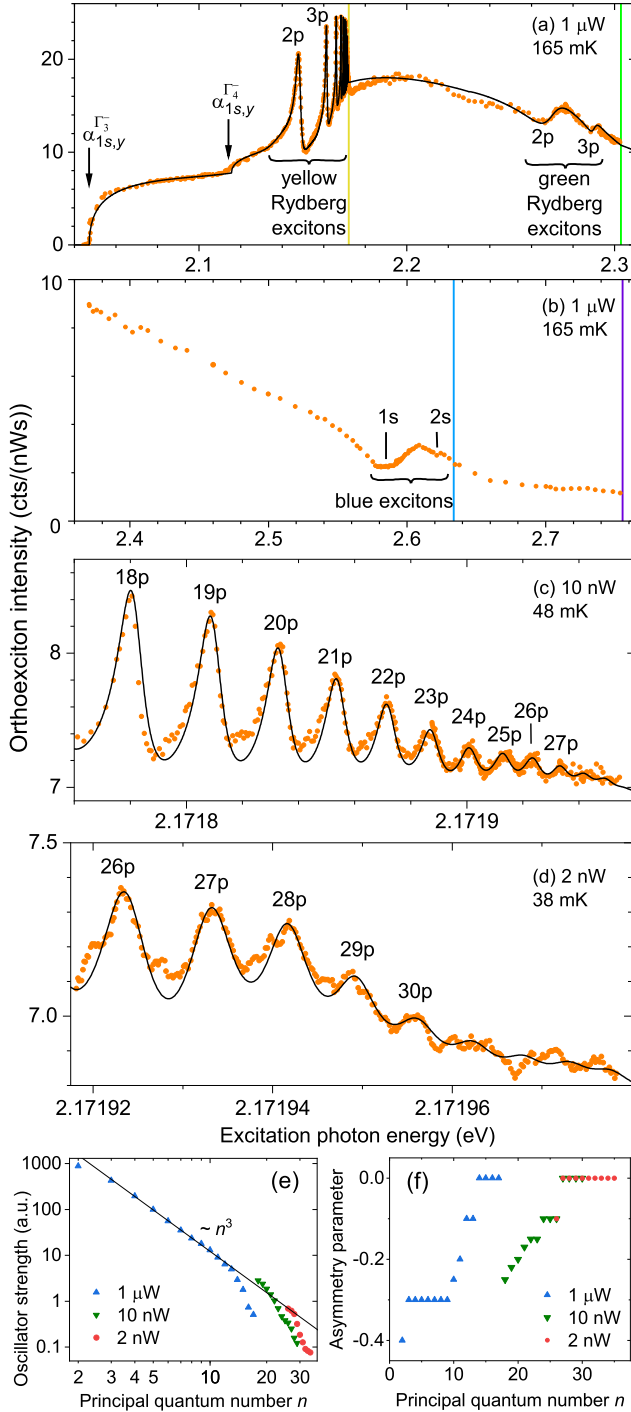 Orthoexciton intensity (cts/(nWs))
(a) 1 μW
165 mK
2p
3p
α1s,y Γ3−
α1s,y Γ4−
yellow
Rydberg
excitons
2p
3p
green
Rydberg
excitons
20
10
0
2.1
2.2
2.3
(b) 1 μW
165 mK
1s
2s
blue excitons
10
5
0
2.4
2.5
2.6
2.7
(c) 10 nW
48 mK
18p
19p
20p
21p
22p
23p
24p
25p
26p
27p
8
7
2.1718
2.1719
(d) 2 nW
38 mK
26p
27p
28p
29p
30p
7.5
7.0
2.17192
2.17194
2.17196
Excitation photon energy (eV)
(e)
Oscillator strength (a.u.)
1000
100
10
1
0.1
~ n3
1 μW
10 nW
2 nW
2
3
4
5
10
20
30
Principal quantum number n
(f)
Asymmetry parameter
0.0
-0.2
-0.4
1 μW
10 nW
2 nW
0
10
20
30
Principal quantum number n